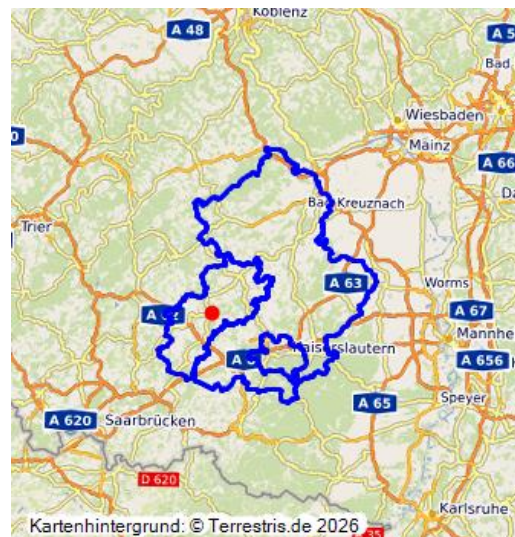 Koblenz
A 48
A 5
Bad
Wiesbaden
Mainz
A 66
Bad Kreuznach
Trier
A 63
Worms
A 67
Mannhe
Kaiserslautern
A 656
A 65
Speyer
A 620
Saarbrücken
D 620
Karlsruhe
Kartenhintergrund: © Terrestris.de 2026